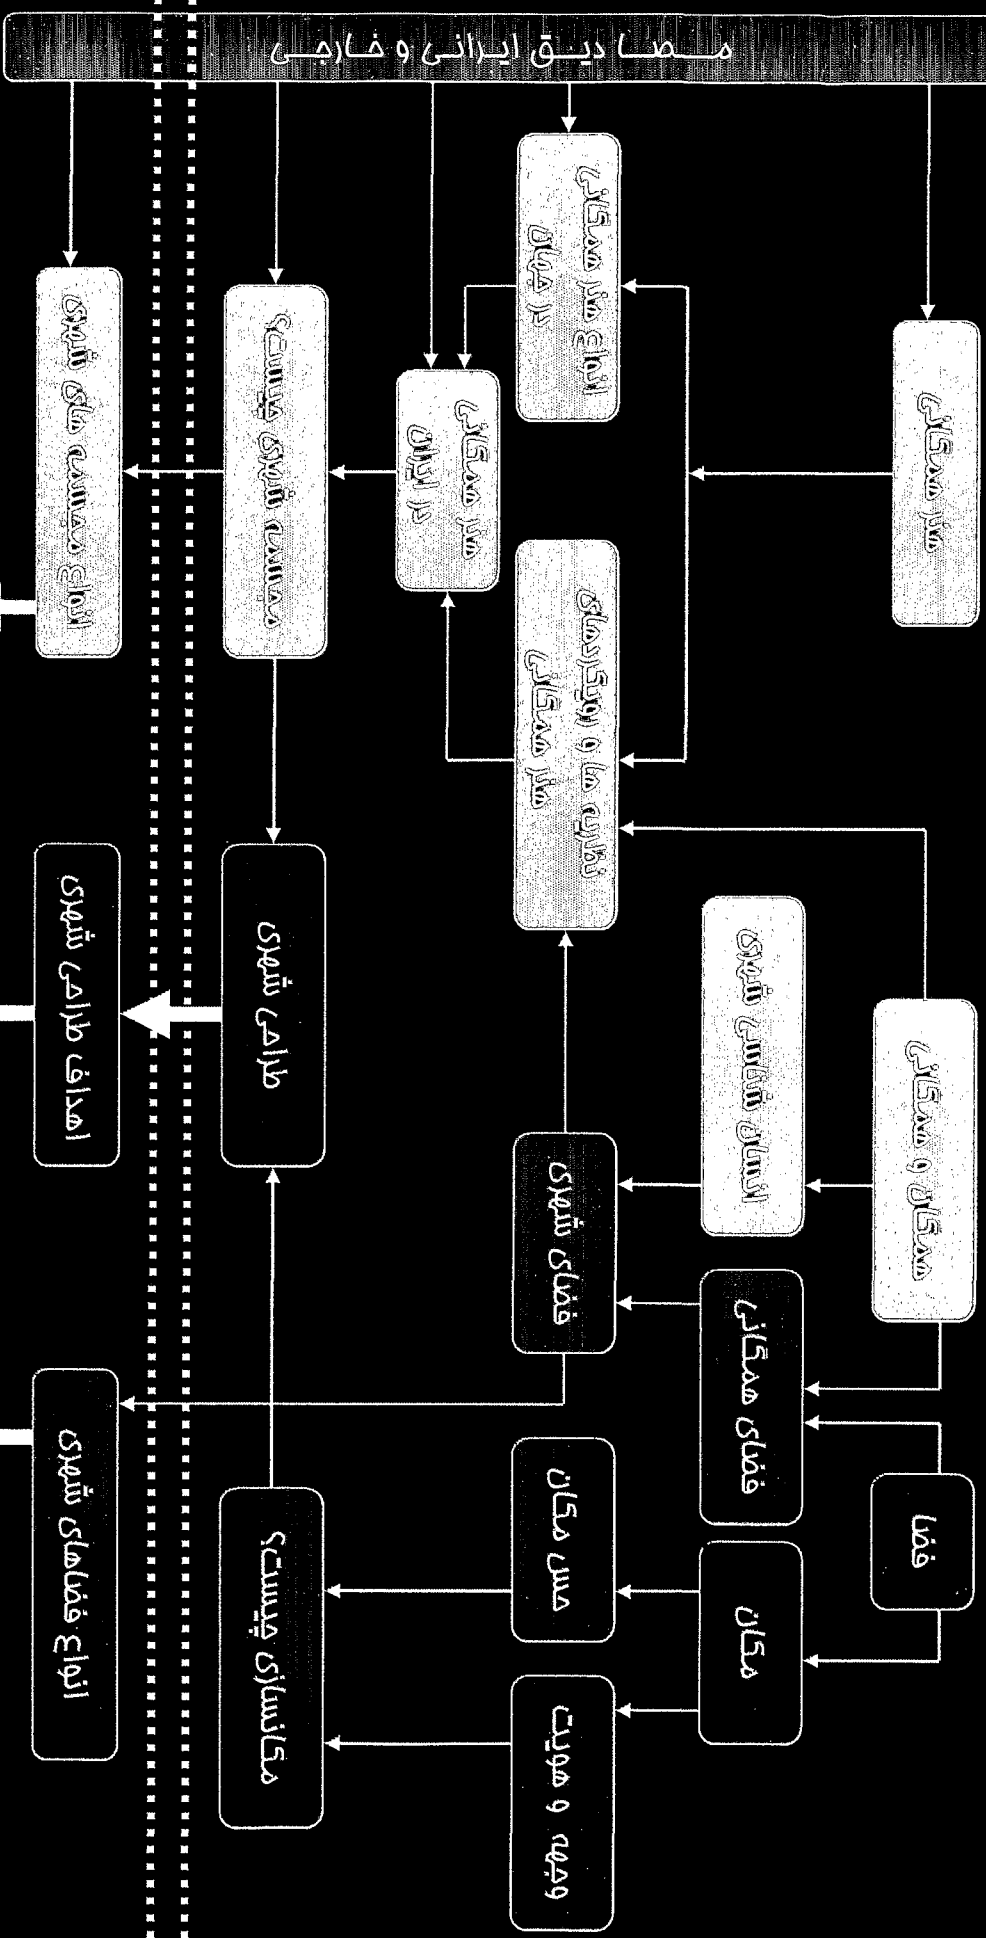 مصادیق ایرانی و خارجی
هنر همگانی
همگان و همگانی
فضا
انسان شناسی شهری
فضای همگانی
مکان
انواع هنر همگانی
در جهان
نظریه ها و رویکردهای
هنر همگانی
فضای شهری
حس مکان
وجهه و هویت
هنر همگانی
در ایران
مجسمه شهری چیست؟
طراحی شهری
مکانسازی چیست؟
انواع مجسمه های شهری
اهداف طراحی شهری
انواع فضاهای شهری